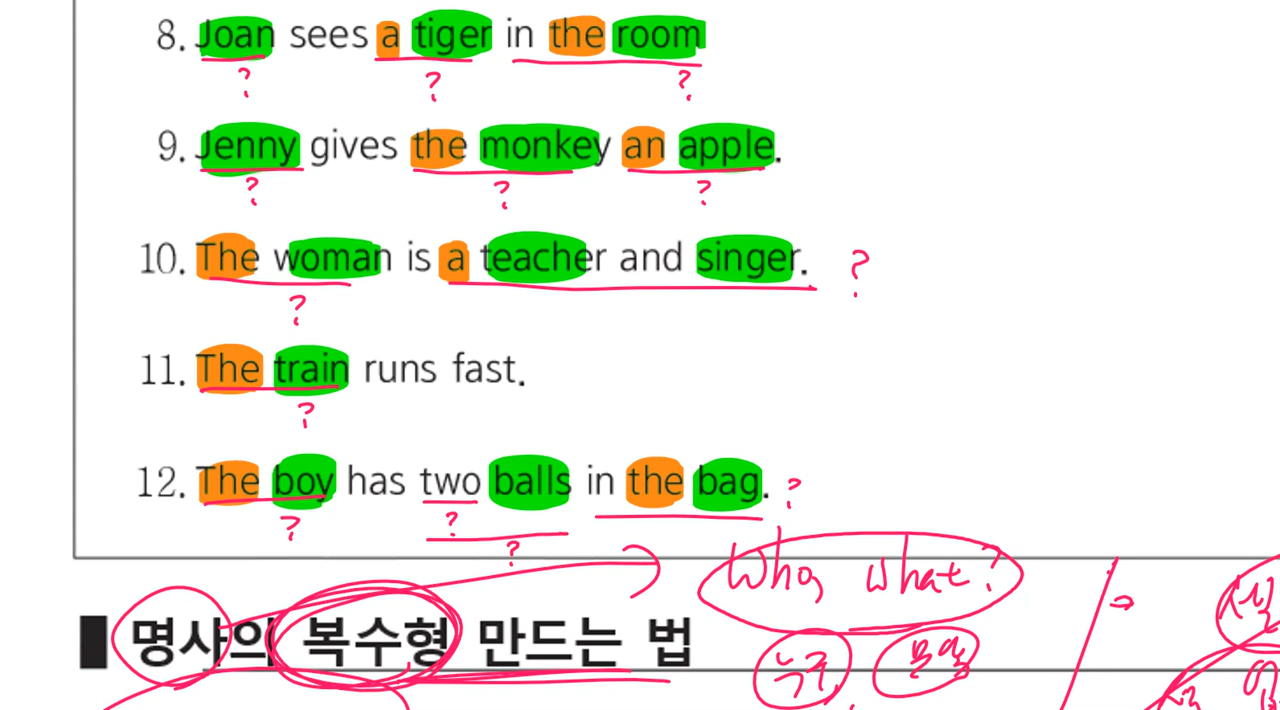 8. Joan sees a tiger in the room
?
?
?
9. Jenny gives the monkey an apple.
?
?
?
10. The woman is a teacher and singer. ?
?
11. The train runs fast.
?
12. The boy has two balls in the bag. ?
?
?
?
Who, what?
명사의 복수형 만드는 법
누구
무엇